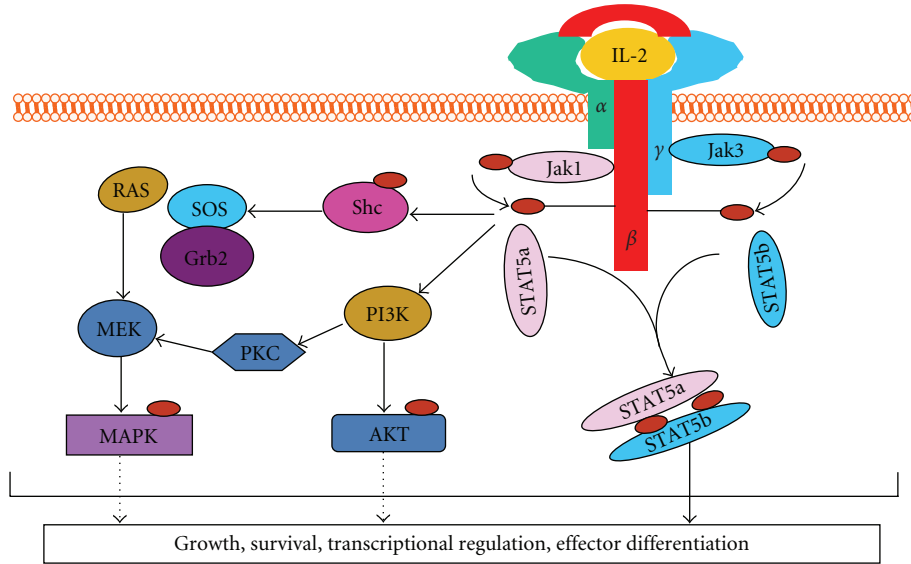 IL-2
α
γ
β
Jak1
Jak3
RAS
SOS
Shc
Grb2
STAT5a
STAT5b
MEK
PKC
PI3K
STAT5a
STAT5b
MAPK
AKT
Growth, survival, transcriptional regulation, effector differentiation